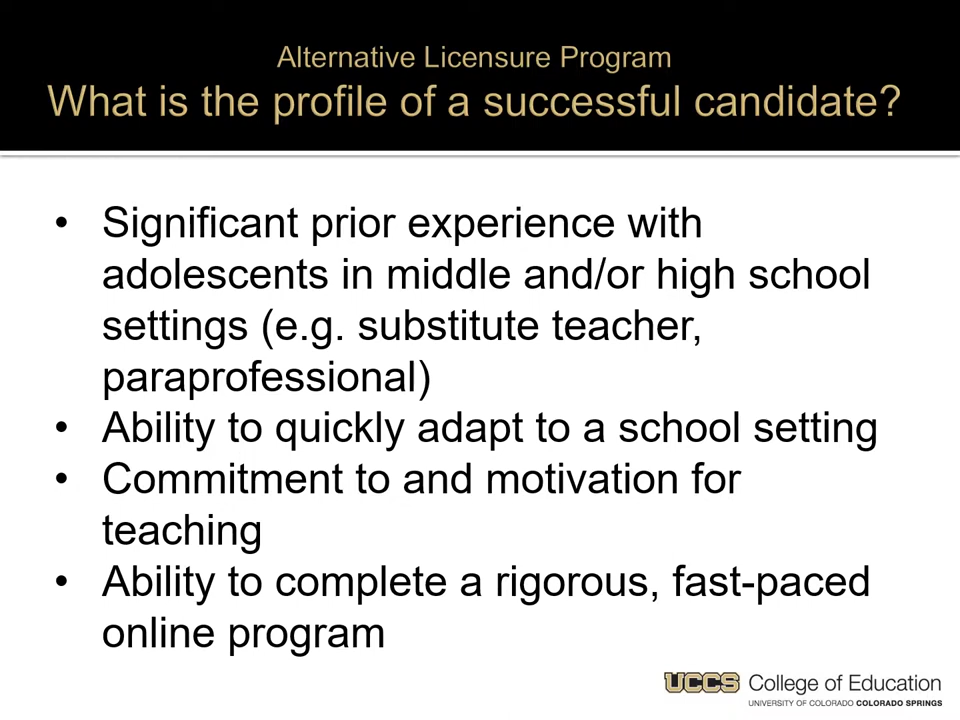 Alternative Licensure Program
What is the profile of a successful candidate?
• Significant prior experience with
adolescents in middle and/or high school
settings (e.g. substitute teacher,
paraprofessional)
• Ability to quickly adapt to a school setting
• Commitment to and motivation for
teaching
• Ability to complete a rigorous, fast-paced
online program
UCCS College of Education
UNIVERSITY OF COLORADO COLORADO SPRINGS